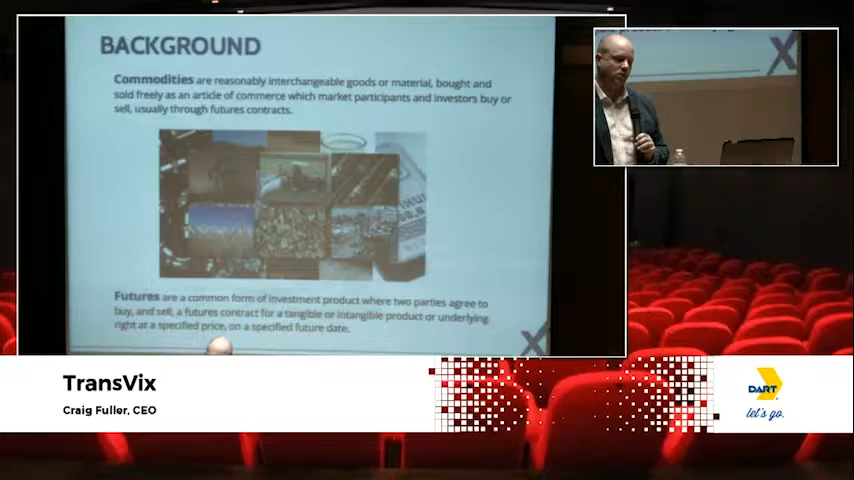 BACKGROUND
Commodities are reasonably interchangeable goods or material, bought and
sold freely as an article of commerce which market participants and investors buy or
sell, usually through futures contracts.
Futures are a common form of investment product where two parties agree to
buy, and sell, a futures contract for a tangible or intangible product or underlying
right at a specified price, on a specified future date.
X
X
TransVix
Craig Fuller, CEO
DART
let's go.